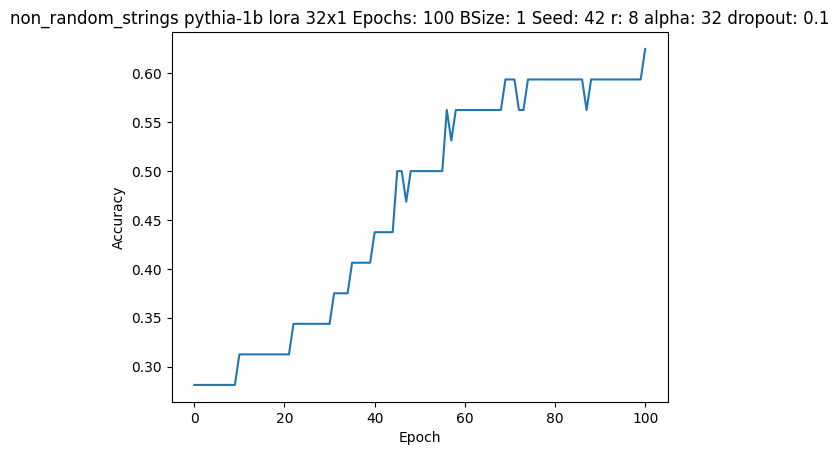 non_random_strings pythia-1b lora 32x1 Epochs: 100 BSize: 1 Seed: 42 r: 8 alpha: 32 dropout: 0.1
0.60
0.55
0.50
0.45
0.40
0.35
0.30
Accuracy
0 20 40 60 80 100
Epoch